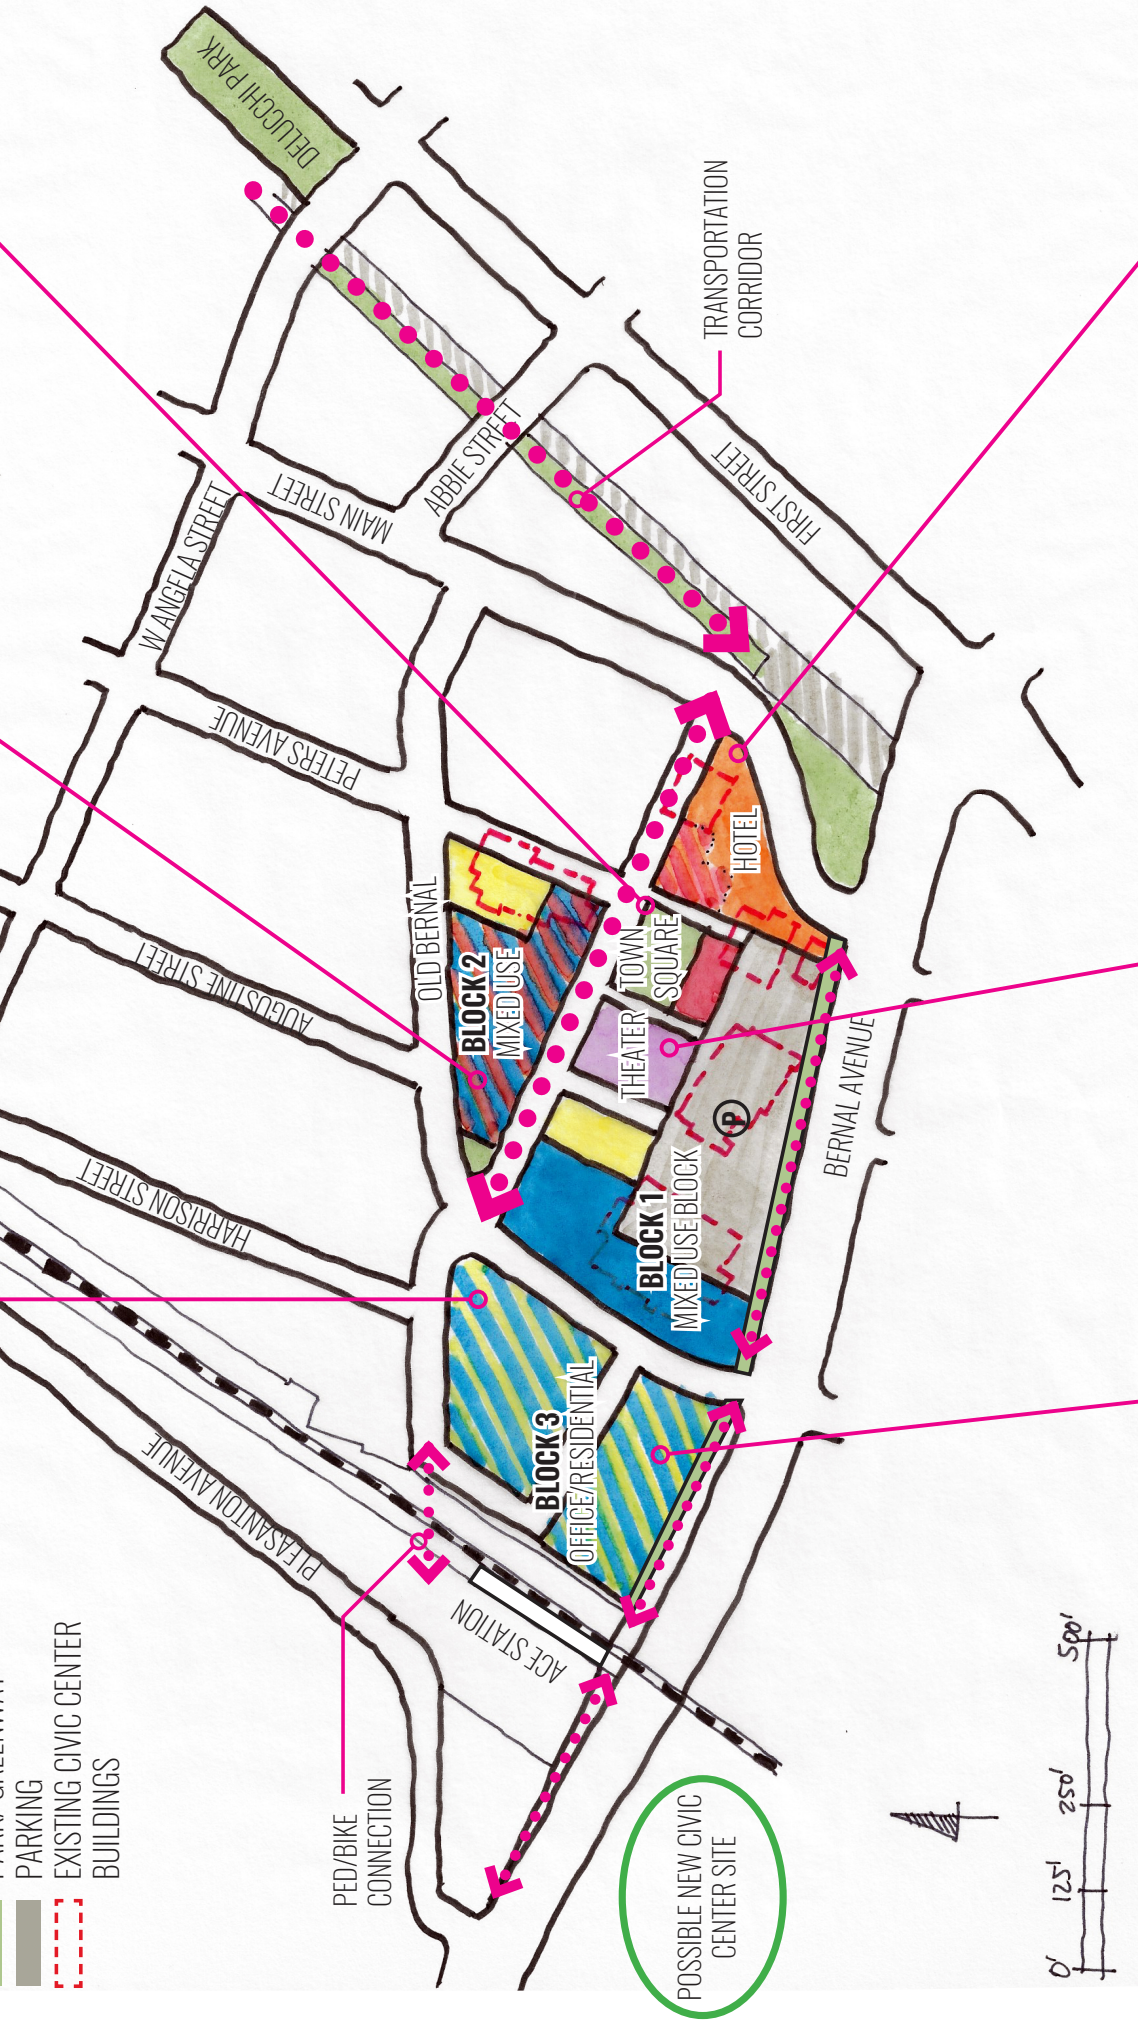 PARKING
EXISTING CIVIC CENTER
BUILDINGS
PED/BIKE
CONNECTION
PLEASANTON AVENUE
HARRISON STREET
AUGUSTINE STREET
PETERS AVENUE
W ANGELA STREET
MAIN STREET
DELUCCHI PARK
ABBIE STREET
OLD BERNAL
BLOCK 2
MIXED USE
ACE STATION
BLOCK 3
OFFICE/RESIDENTIAL
THEATER
TOWN
SQUARE
BLOCK 1
MIXED USE BLOCK
P
HOTEL
TRANSPORTATION
CORRIDOR
FIRST STREET
BERNAL AVENUE
POSSIBLE NEW CIVIC
CENTER SITE
0' 125' 250' 500'